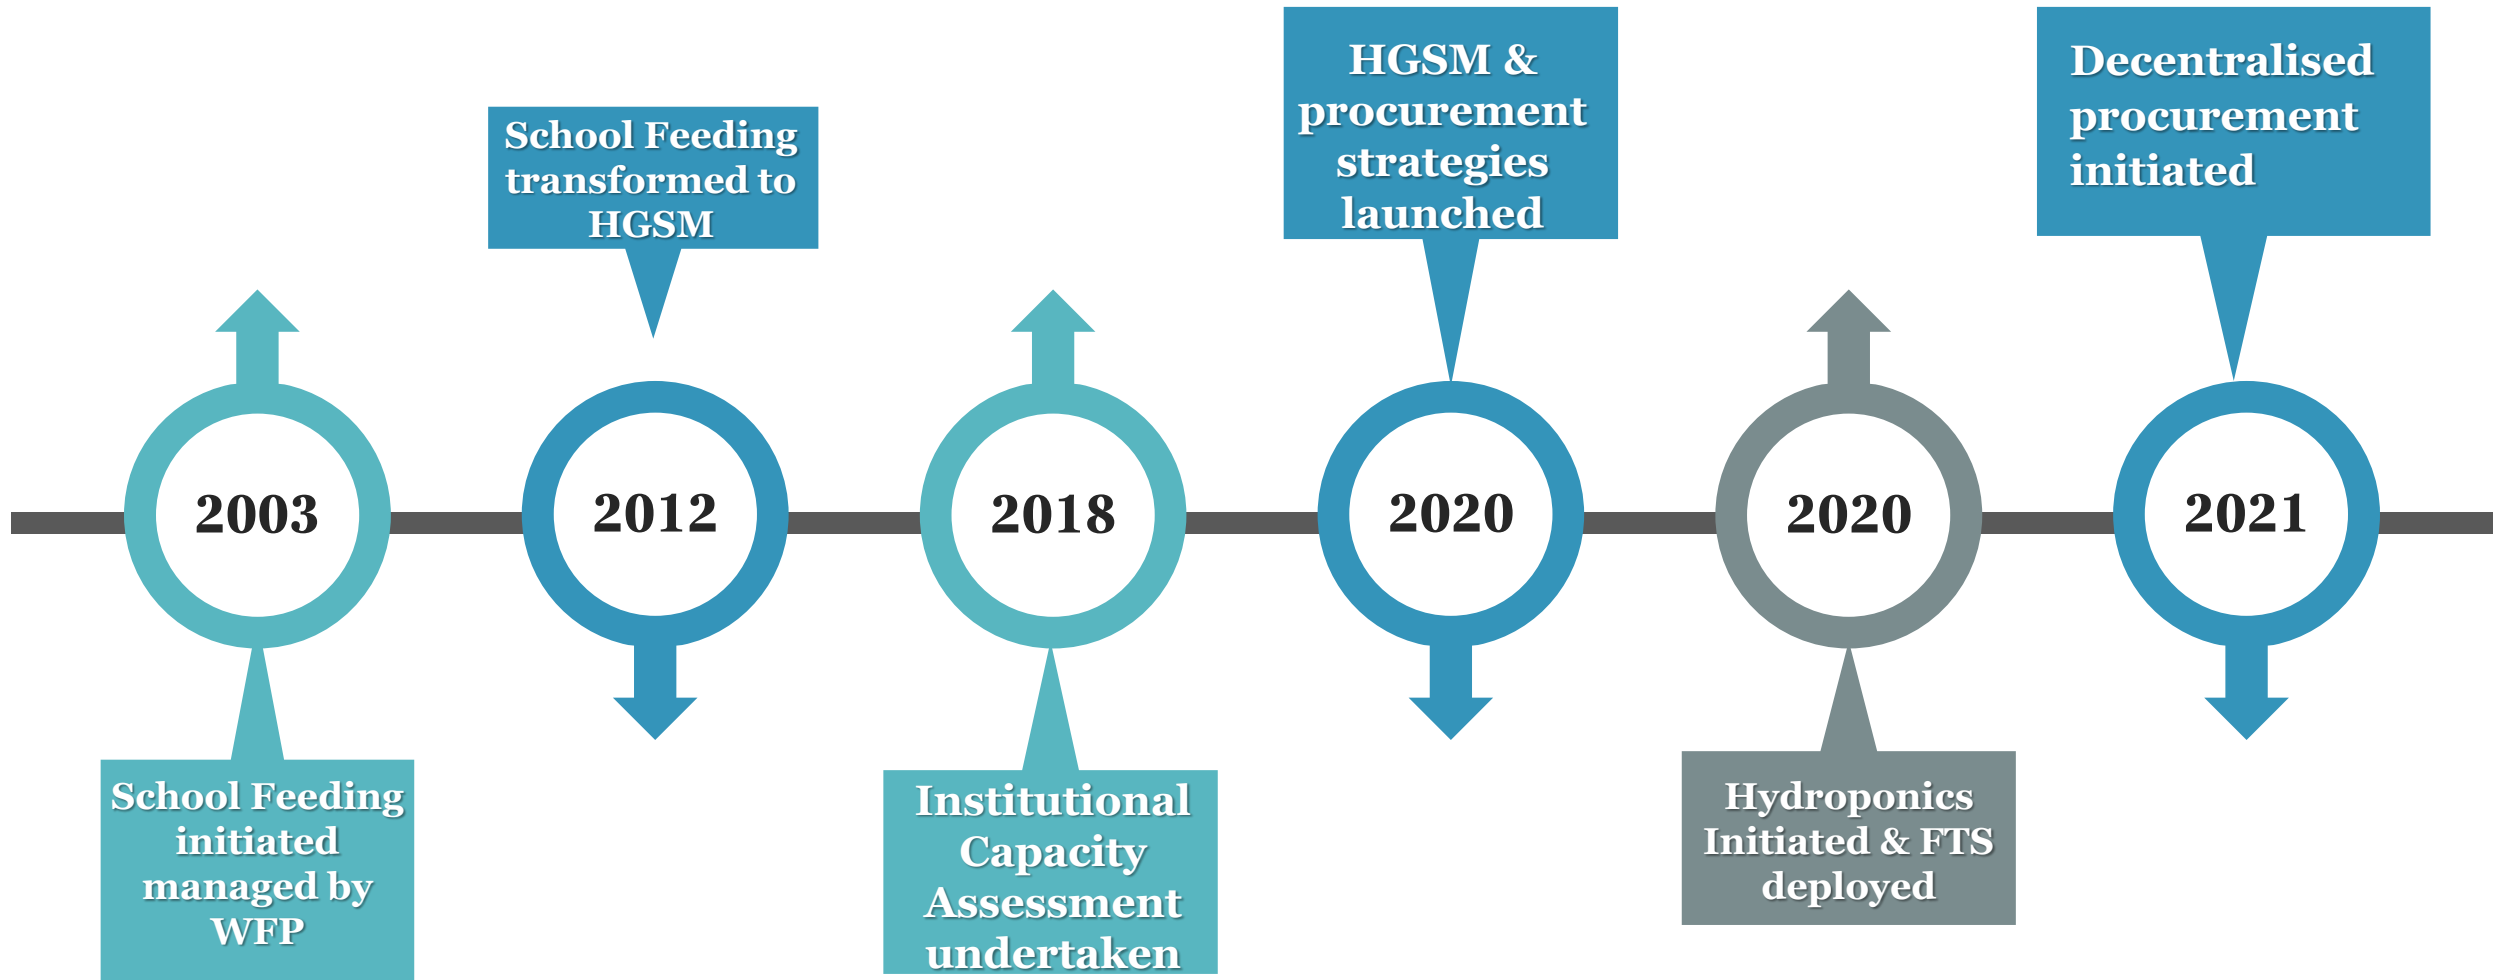 School Feeding
initiated
managed by
WFP
2003
School Feeding
transformed to
HGSM
2012
2018
Institutional
Capacity
Assessment
undertaken
HGSM &
procurement
strategies
launched
2020
2020
Hydroponics
Initiated & FTS
deployed
Decentralised
procurement
initiated
2021